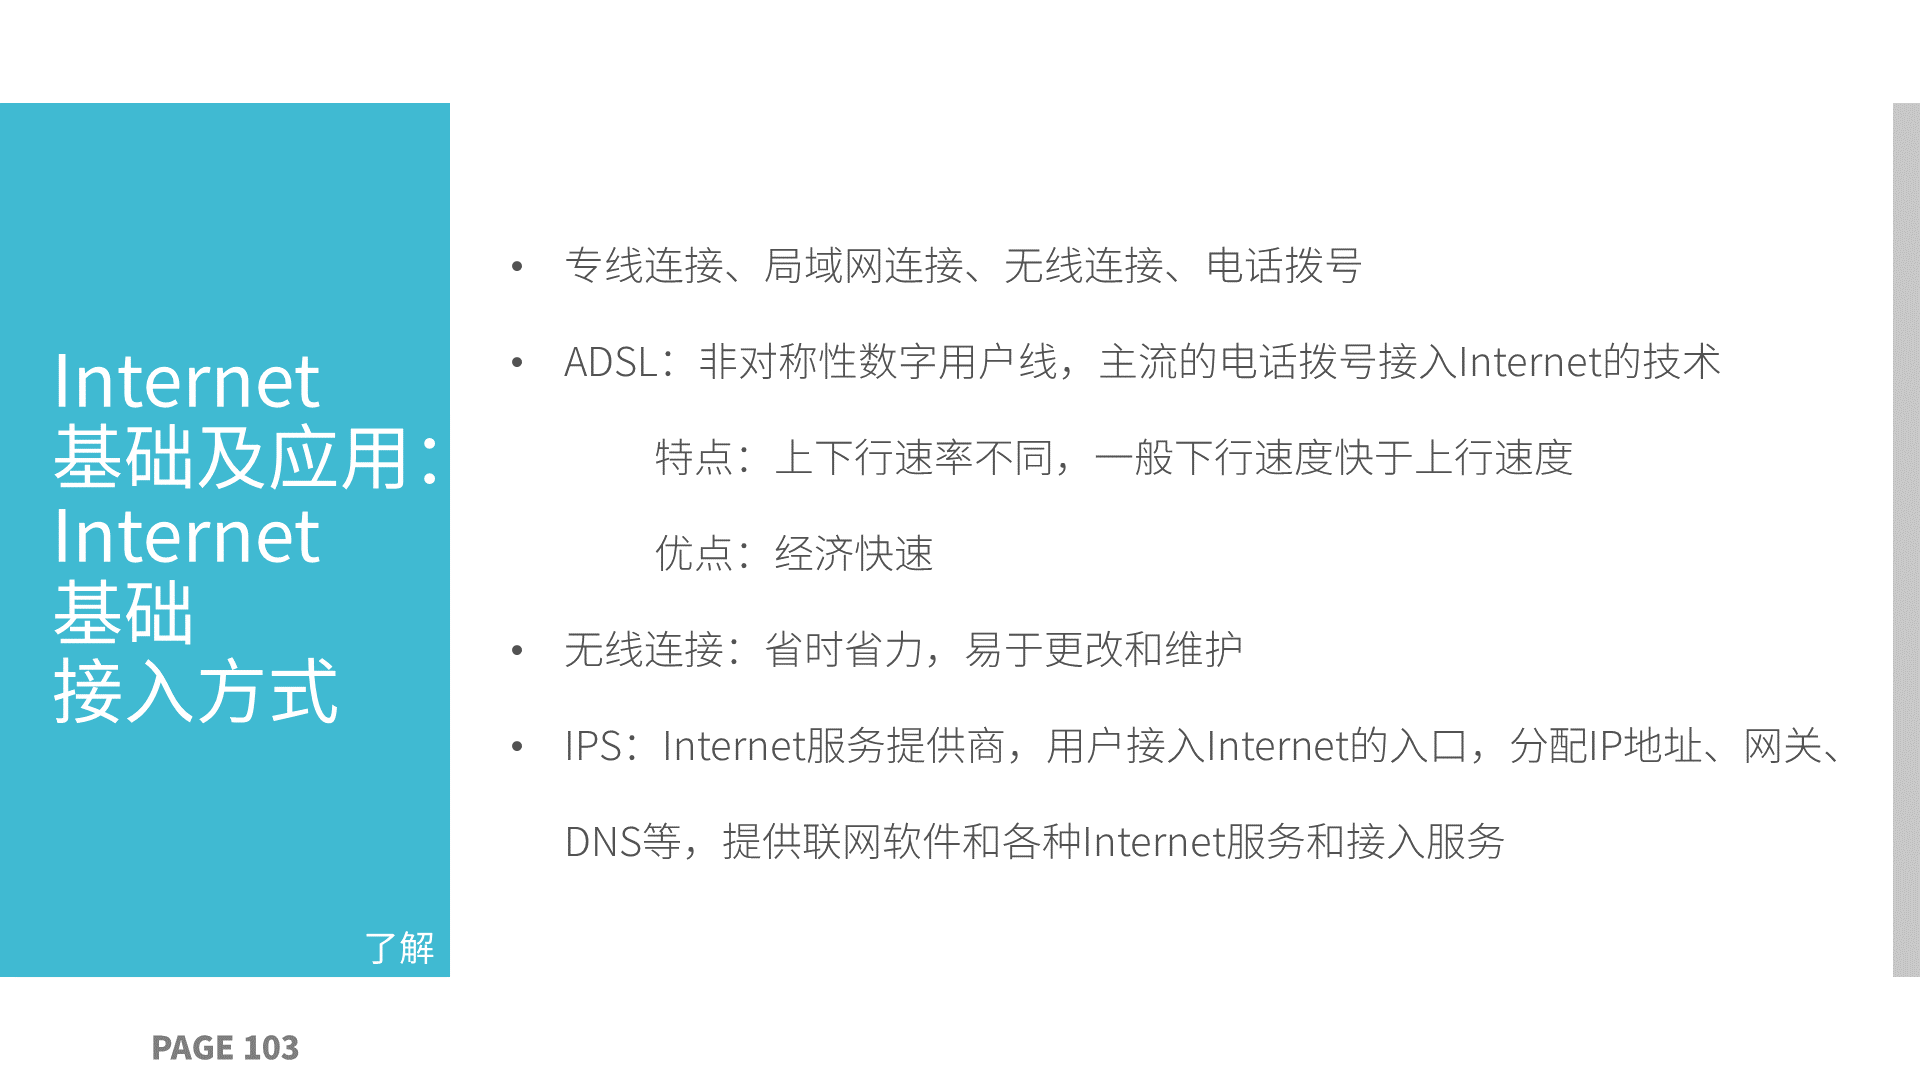 Internet
基础及应用：
Internet
基础
接入方式
了解
• 专线连接、局域网连接、无线连接、电话拨号
• ADSL：非对称性数字用户线，主流的电话拨号接入Internet的技术
特点：上下行速率不同，一般下行速度快于上行速度
优点：经济快速
• 无线连接：省时省力，易于更改和维护
• IPS：Internet服务提供商，用户接入Internet的入口，分配IP地址、网关、
DNS等，提供联网软件和各种Internet服务和接入服务
PAGE 103